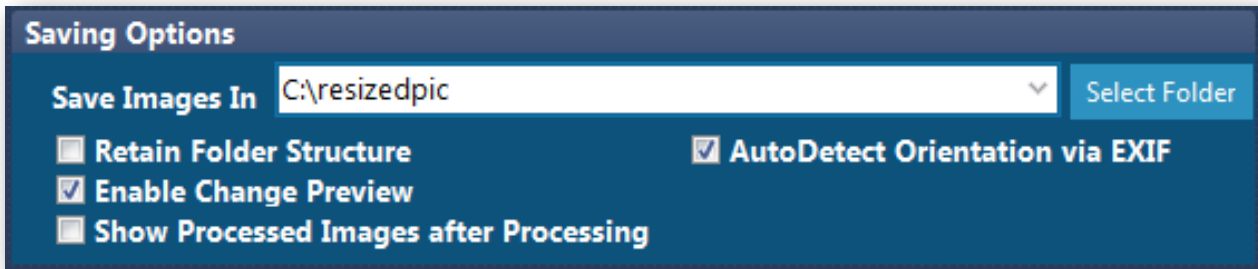 Saving Options
Save Images In C:\resizedpic Select Folder
Retain Folder Structure AutoDetect Orientation via EXIF
Enable Change Preview
Show Processed Images after Processing